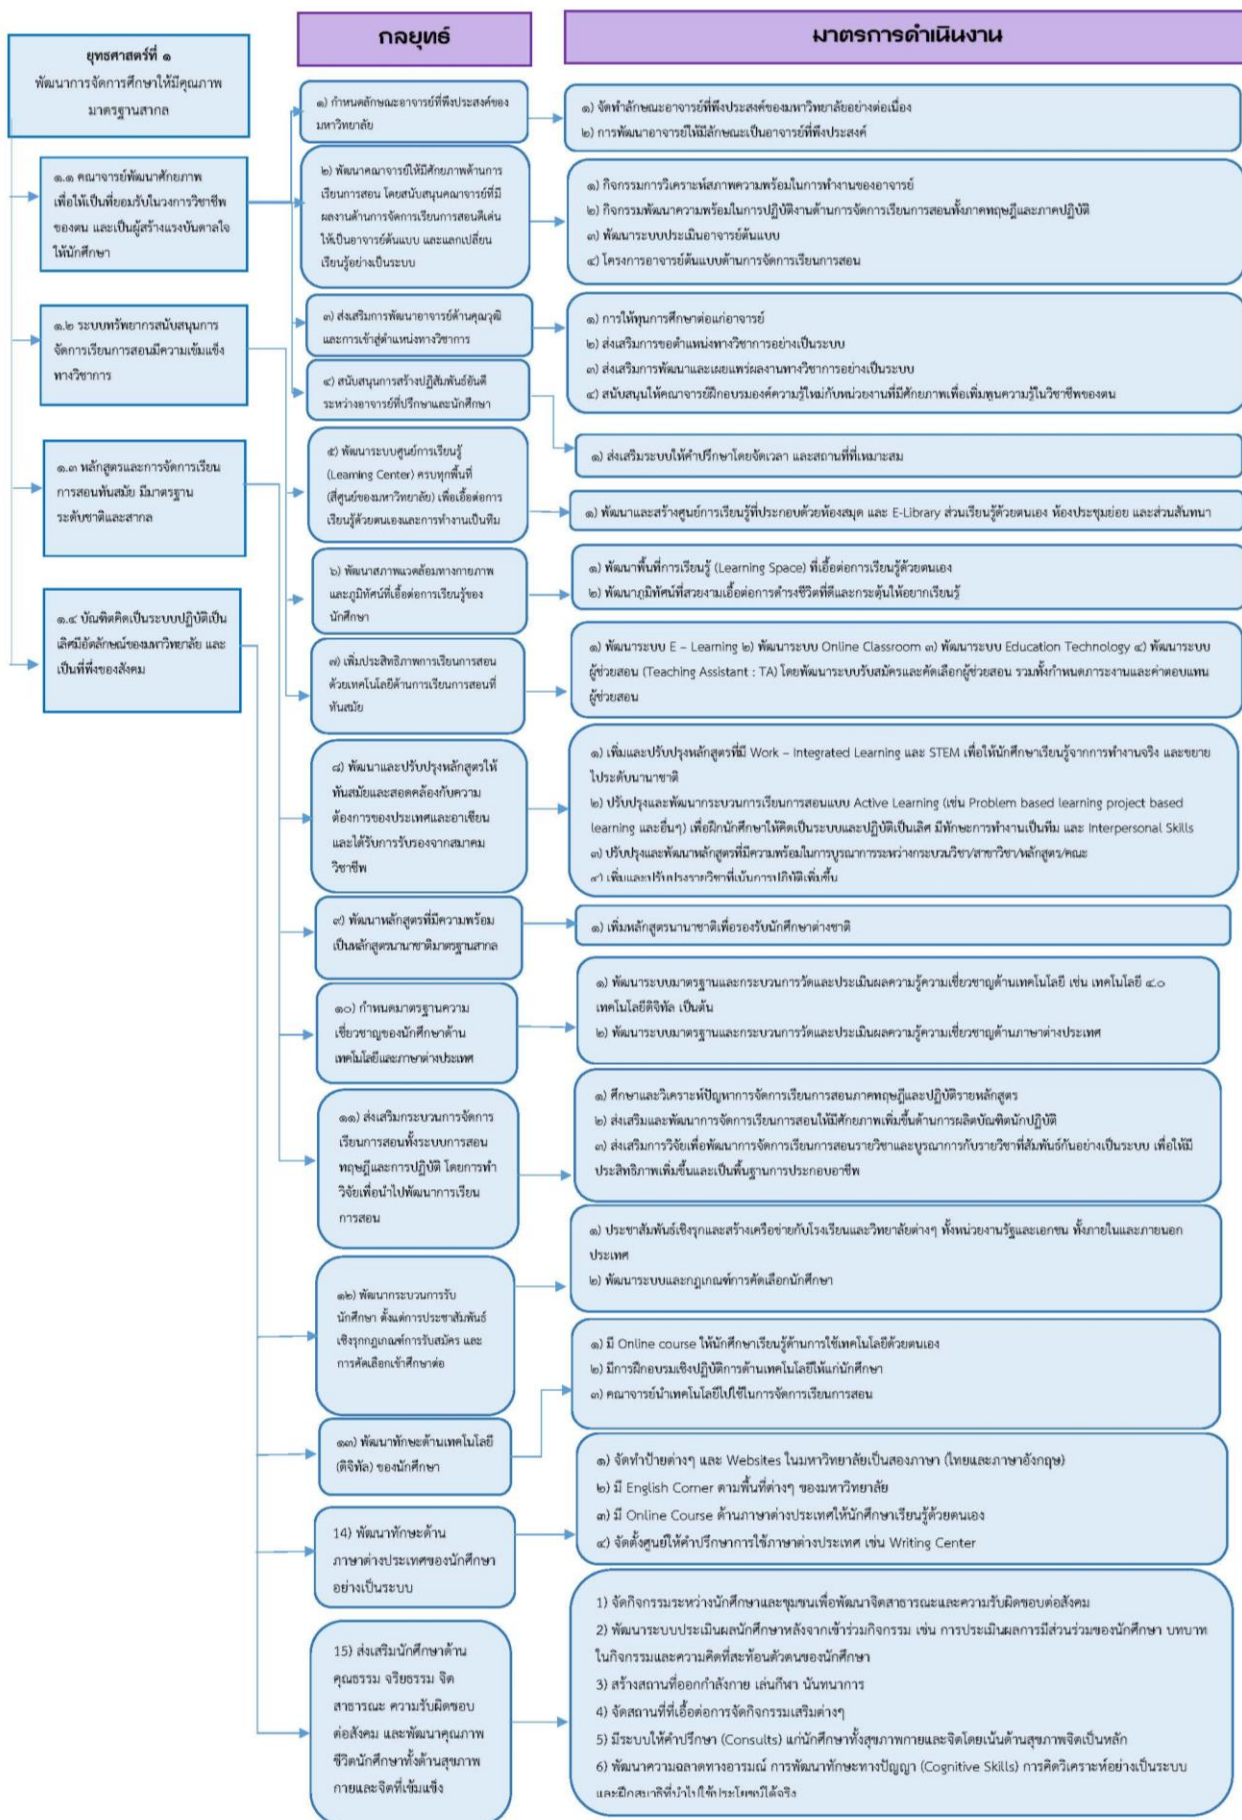 กลยุทธ์
มาตรการดำเนินงาน
ยุทธศาสตร์ที่ ๑
พัฒนาการจัดการศึกษาให้มีคุณภาพ
มาตรฐานสากล
๑.๑ คณาจารย์พัฒนาศักยภาพ
เพื่อให้เป็นที่ยอมรับในวงการวิชาชีพ
ของตน และเป็นผู้สร้างแรงบันดาลใจ
ให้นักศึกษา
๑.๒ ระบบทรัพยากรสนับสนุนการ
จัดการเรียนการสอนมีความเข้มแข็ง
ทางวิชาการ
๑.๓ หลักสูตรและการจัดการเรียน
การสอนทันสมัย มีมาตรฐาน
ระดับชาติและสากล
๑.๔ บัณฑิตคิดเป็นระบบปฏิบัติเป็น
เลิศมีอัตลักษณ์ของมหาวิทยาลัย และ
เป็นที่พึ่งของสังคม
๑) กำหนดลักษณะอาจารย์ที่พึงประสงค์ของ
มหาวิทยาลัย
๑) จัดทำลักษณะอาจารย์ที่พึงประสงค์ของมหาวิทยาลัยอย่างต่อเนื่อง
๒) การพัฒนาอาจารย์ให้มีลักษณะเป็นอาจารย์ที่พึงประสงค์
๒) พัฒนาคณาจารย์ให้มีศักยภาพด้านการ
เรียนการสอน โดยสนับสนุนคณาจารย์ที่มี
ผลงานด้านการจัดการเรียนการสอนดีเด่น
ให้เป็นอาจารย์ต้นแบบ และแลกเปลี่ยน
เรียนรู้อย่างเป็นระบบ
๑) กิจกรรมการวิเคราะห์สภาพความพร้อมในการทำงานของอาจารย์
๒) กิจกรรมพัฒนาความพร้อมในการปฏิบัติงานด้านการจัดการเรียนการสอนทั้งภาคทฤษฎีและภาคปฏิบัติ
๓) พัฒนาระบบประเมินอาจารย์ต้นแบบ
๔) โครงการอาจารย์ต้นแบบด้านการจัดการเรียนการสอน
๓) ส่งเสริมการพัฒนาอาจารย์ด้านคุณวุฒิ
และการเข้าสู่ตำแหน่งทางวิชาการ
๑) การให้ทุนการศึกษาต่อแก่อาจารย์
๒) ส่งเสริมการขอตำแหน่งทางวิชาการอย่างเป็นระบบ
๓) ส่งเสริมการพัฒนาและเผยแพร่ผลงานทางวิชาการอย่างเป็นระบบ
๔) สนับสนุนให้คณาจารย์ฝึกอบรมองค์ความรู้ใหม่กับหน่วยงานที่มีศักยภาพเพื่อเพิ่มพูนความรู้ในวิชาชีพของตน
๔) สนับสนุนการสร้างปฏิสัมพันธ์อันดี
ระหว่างอาจารย์ที่ปรึกษาและนักศึกษา
๑) ส่งเสริมระบบให้คำปรึกษาโดยจัดเวลา และสถานที่ที่เหมาะสม
๕) พัฒนาระบบศูนย์การเรียนรู้
(Learning Center) ครบทุกพื้นที่
(สี่ศูนย์ของมหาวิทยาลัย) เพื่อเอื้อต่อการ
เรียนรู้ด้วยตนเองและการทำงานเป็นทีม
๑) พัฒนาและสร้างศูนย์การเรียนรู้ที่ประกอบด้วยห้องสมุด และ E-Library ส่วนเรียนรู้ด้วยตนเอง ห้องประชุมย่อย และส่วนสันทนา
๖) พัฒนาสภาพแวดล้อมทางกายภาพ
และภูมิทัศน์ที่เอื้อต่อการเรียนรู้ของ
นักศึกษา
๑) พัฒนาพื้นที่การเรียนรู้ (Learning Space) ที่เอื้อต่อการเรียนรู้ด้วยตนเอง
๒) พัฒนาภูมิทัศน์ที่สวยงามเอื้อต่อการดำรงชีวิตที่ดีและกระตุ้นให้อยากเรียนรู้
๗) เพิ่มประสิทธิภาพการเรียนการสอน
ด้วยเทคโนโลยีด้านการเรียนการสอนที่
ทันสมัย
๑) พัฒนาระบบ E – Learning ๒) พัฒนาระบบ Online Classroom ๓) พัฒนาระบบ Education Technology ๔) พัฒนาระบบ
ผู้ช่วยสอน (Teaching Assistant : TA) โดยพัฒนาระบบรับสมัครและคัดเลือกผู้ช่วยสอน รวมทั้งกำหนดภาระงานและค่าตอบแทน
ผู้ช่วยสอน
๘) พัฒนาและปรับปรุงหลักสูตรให้
ทันสมัยและสอดคล้องกับความ
ต้องการของประเทศและอาเซียน
และได้รับการรับรองจากสมาคม
วิชาชีพ
๑) เพิ่มและปรับปรุงหลักสูตรที่มี Work – Integrated Learning และ STEM เพื่อให้นักศึกษาเรียนรู้จากการทำงานจริง และขยาย
ไประดับนานาชาติ
๒) ปรับปรุงและพัฒนากระบวนการเรียนการสอนแบบ Active Learning (เช่น Problem based learning project based
learning และอื่นๆ) เพื่อฝึกนักศึกษาให้คิดเป็นระบบและปฏิบัติเป็นเลิศ มีทักษะการทำงานเป็นทีม และ Interpersonal Skills
๓) ปรับปรุงและพัฒนาหลักสูตรที่มีความพร้อมในการบูรณาการระหว่างกระบวนวิชา/สาขาวิชา/หลักสูตร/คณะ
๔) เพิ่มและปรับปรุงรายวิชาที่เน้นการปฏิบัติเพิ่มขึ้น
๙) พัฒนาหลักสูตรที่มีความพร้อม
เป็นหลักสูตรนานาชาติมาตรฐานสากล
๑) เพิ่มหลักสูตรนานาชาติเพื่อรองรับนักศึกษาต่างชาติ
๑๐) กำหนดมาตรฐานความ
เชี่ยวชาญของนักศึกษาด้าน
เทคโนโลยีและภาษาต่างประเทศ
๑) พัฒนาระบบมาตรฐานและกระบวนการวัดและประเมินผลความรู้ความเชี่ยวชาญด้านเทคโนโลยี เช่น เทคโนโลยี ๔.๐
เทคโนโลยีดิจิทัล เป็นต้น
๒) พัฒนาระบบมาตรฐานและกระบวนการวัดและประเมินผลความรู้ความเชี่ยวชาญด้านภาษาต่างประเทศ
๑๑) ส่งเสริมกระบวนการจัดการ
เรียนการสอนทั้งระบบการสอน
ทฤษฎีและการปฏิบัติ โดยการทำ
วิจัยเพื่อนำไปพัฒนาการเรียน
การสอน
๑) ศึกษาและวิเคราะห์ปัญหาการจัดการเรียนการสอนภาคทฤษฎีและปฏิบัติรายหลักสูตร
๒) ส่งเสริมและพัฒนาการจัดการเรียนการสอนให้มีศักยภาพเพิ่มขึ้นด้านการผลิตบัณฑิตนักปฏิบัติ
๓) ส่งเสริมการวิจัยเพื่อพัฒนาการจัดการเรียนการสอนรายวิชาและบูรณาการกับรายวิชาที่สัมพันธ์กันอย่างเป็นระบบ เพื่อให้มี
ประสิทธิภาพเพิ่มขึ้นและเป็นพื้นฐานการประกอบอาชีพ
๑๒) พัฒนากระบวนการรับ
นักศึกษา ตั้งแต่การประชาสัมพันธ์
เชิงรุกกฎเกณฑ์การรับสมัคร และ
การคัดเลือกเข้าศึกษาต่อ
๑) ประชาสัมพันธ์เชิงรุกและสร้างเครือข่ายกับโรงเรียนและวิทยาลัยต่างๆ ทั้งหน่วยงานรัฐและเอกชน ทั้งภายในและภายนอก
ประเทศ
๒) พัฒนาระบบและกฎเกณฑ์การคัดเลือกนักศึกษา
๑๓) พัฒนาทักษะด้านเทคโนโลยี
(ดิจิทัล) ของนักศึกษา
๑) มี Online course ให้นักศึกษาเรียนรู้ด้านการใช้เทคโนโลยีด้วยตนเอง
๒) มีการฝึกอบรมเชิงปฏิบัติการด้านเทคโนโลยีให้แก่นักศึกษา
๓) คณาจารย์นำเทคโนโลยีไปใช้ในการจัดการเรียนการสอน
14) พัฒนาทักษะด้าน
ภาษาต่างประเทศของนักศึกษา
อย่างเป็นระบบ
๑) จัดทำป้ายต่างๆ และ Websites ในมหาวิทยาลัยเป็นสองภาษา (ไทยและภาษาอังกฤษ)
๒) มี English Corner ตามพื้นที่ต่างๆ ของมหาวิทยาลัย
๓) มี Online Course ด้านภาษาต่างประเทศให้นักศึกษาเรียนรู้ด้วยตนเอง
๔) จัดตั้งศูนย์ให้คำปรึกษาการใช้ภาษาต่างประเทศ เช่น Writing Center
15) ส่งเสริมนักศึกษาด้าน
คุณธรรม จริยธรรม จิต
สาธารณะ ความรับผิดชอบ
ต่อสังคม และพัฒนาคุณภาพ
ชีวิตนักศึกษาทั้งด้านสุขภาพ
กายและจิตที่เข้มแข็ง
1) จัดกิจกรรมระหว่างนักศึกษาและชุมชนเพื่อพัฒนาจิตสาธารณะและความรับผิดชอบต่อสังคม
2) พัฒนาระบบประเมินผลนักศึกษาหลังจากเข้าร่วมกิจกรรม เช่น การประเมินผลการมีส่วนร่วมของนักศึกษา บทบาท
ในกิจกรรมและความคิดที่สะท้อนตัวตนของนักศึกษา
3) สร้างสถานที่ออกกำลังกาย เล่นกีฬา นันทนาการ
4) จัดสถานที่ที่เอื้อต่อการจัดกิจกรรมเสริมต่างๆ
5) มีระบบให้คำปรึกษา (Consults) แก่นักศึกษาทั้งสุขภาพกายและจิตโดยเน้นด้านสุขภาพจิตเป็นหลัก
6) พัฒนาความฉลาดทางอารมณ์ การพัฒนาทักษะทางปัญญา (Cognitive Skills) การคิดวิเคราะห์อย่างเป็นระบบ
และฝึกสมาธิที่นำไปใช้ประโยชน์ได้จริง